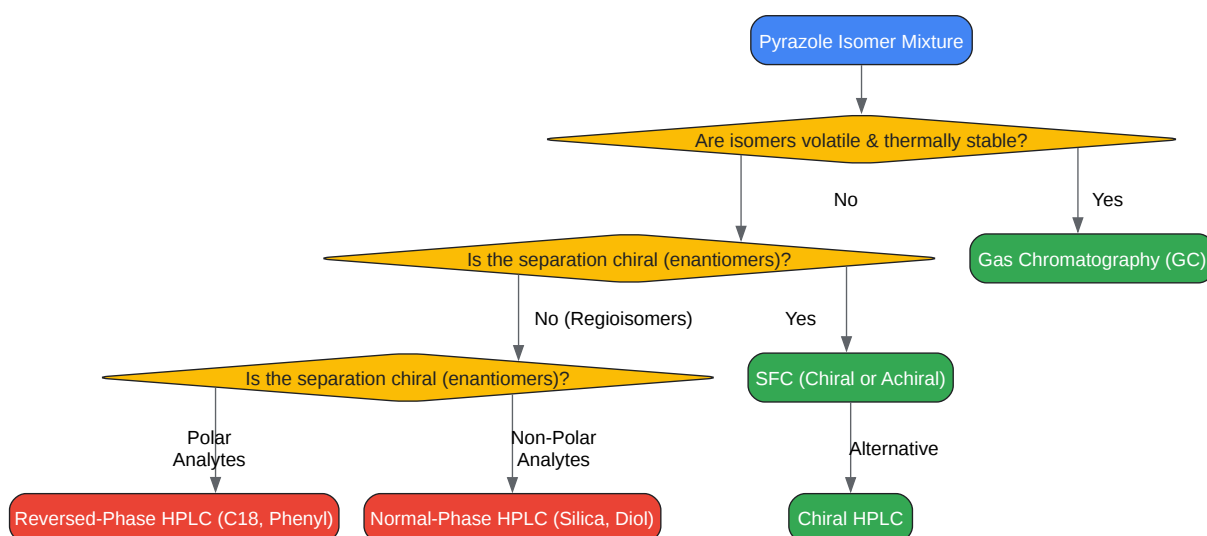 Pyrazole Isomer Mixture
Are isomers volatile & thermally stable?
No
Yes
Is the separation chiral (enantiomers)?
Gas Chromatography (GC)
No (Regioisomers)
Yes
Is the separation chiral (enantiomers)?
SFC (Chiral or Achiral)
Polar
Analytes
Non-Polar
Analytes
Alternative
Reversed-Phase HPLC (C18, Phenyl)
Normal-Phase HPLC (Silica, Diol)
Chiral HPLC